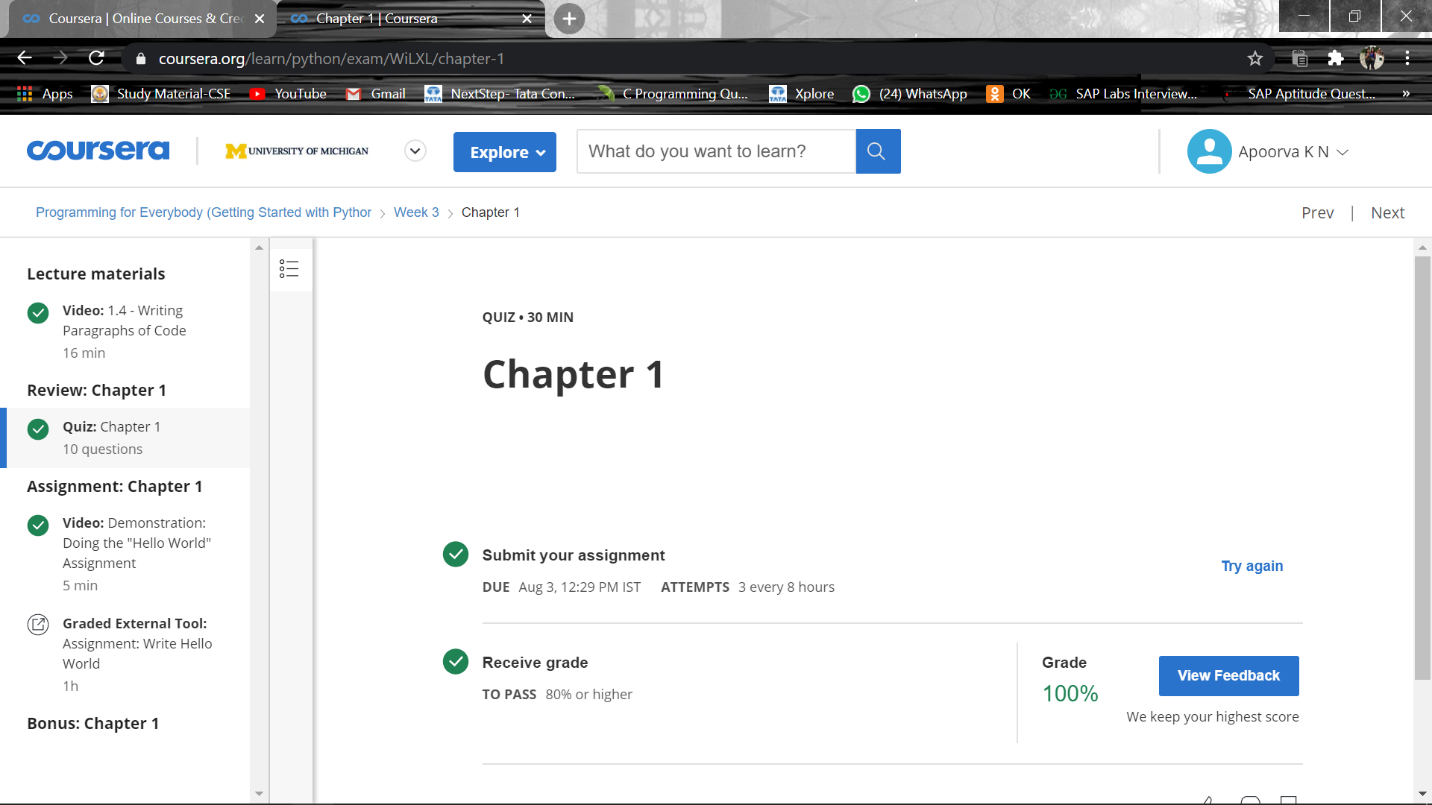 Coursera | Online Courses & Cre
Chapter 1 | Coursera
coursera.org/learn/python/exam/WiLXL/chapter-1
Apps Study Material-CSE YouTube Gmail NextStep- Tata Con... C Programming Qu... Xplore (24) WhatsApp OK SAP Labs Interview... SAP Aptitude Quest... »
coursera
UNIVERSITY OF MICHIGAN
Explore
What do you want to learn?
Apoorva K N
Programming for Everybody (Getting Started with Pythor > Week 3 > Chapter 1
Prev | Next
Lecture materials
Video: 1.4 - Writing
Paragraphs of Code
16 min
Review: Chapter 1
Quiz: Chapter 1
10 questions
Assignment: Chapter 1
Video: Demonstration:
Doing the "Hello World"
Assignment
5 min
Graded External Tool:
Assignment: Write Hello
World
1h
Bonus: Chapter 1
QUIZ • 30 MIN
Chapter 1
Submit your assignment
DUE Aug 3, 12:29 PM IST ATTEMPTS 3 every 8 hours
Try again
Receive grade
TO PASS 80% or higher
Grade
100%
View Feedback
We keep your highest score